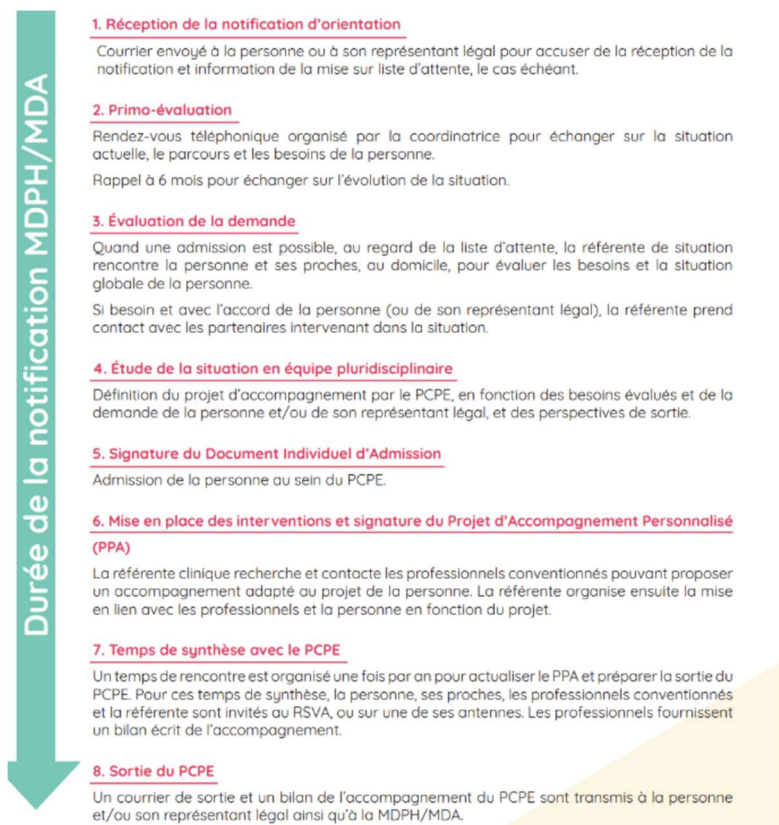 Durée de la notification MDPH/MDA
1. Réception de la notification d'orientation
Courrier envoyé à la personne ou à son représentant légal pour accuser de la réception de la
notification et information de la mise sur liste d'attente, le cas échéant.
2. Primo-évaluation
Rendez-vous téléphonique organisé par la coordinatrice pour échanger sur la situation
actuelle, le parcours et les besoins de la personne.
Rappel à 6 mois pour échanger sur l'évolution de la situation.
3. Évaluation de la demande
Quand une admission est possible, au regard de la liste d'attente, la référente de situation
rencontre la personne et ses proches, au domicile, pour évaluer les besoins et la situation
globale de la personne.
Si besoin et avec l'accord de la personne (ou de son représentant légal), la référente prend
contact avec les partenaires intervenant dans la situation.
4. Étude de la situation en équipe pluridisciplinaire
Définition du projet d'accompagnement par le PCPE, en fonction des besoins évalués et de la
demande de la personne et/ou de son représentant légal, et des perspectives de sortie.
5. Signature du Document Individuel d'Admission
Admission de la personne au sein du PCPE.
6. Mise en place des interventions et signature du Projet d'Accompagnement Personnalisé
(PPA)
La référente clinique recherche et contacte les professionnels conventionnés pouvant proposer
un accompagnement adapté au projet de la personne. La référente organise ensuite la mise
en lien avec les professionnels et la personne en fonction du projet.
7. Temps de synthèse avec le PCPE
Un temps de rencontre est organisé une fois par an pour actualiser le PPA et préparer la sortie du
PCPE. Pour ces temps de synthèse, la personne, ses proches, les professionnels conventionnés
et la référente sont invités au RSVA, ou sur une de ses antennes. Les professionnels fournissent
un bilan écrit de l'accompagnement.
8. Sortie du PCPE
Un courrier de sortie et un bilan de l'accompagnement du PCPE sont transmis à la personne
et/ou son représentant légal ainsi qu'à la MDPH/MDA.